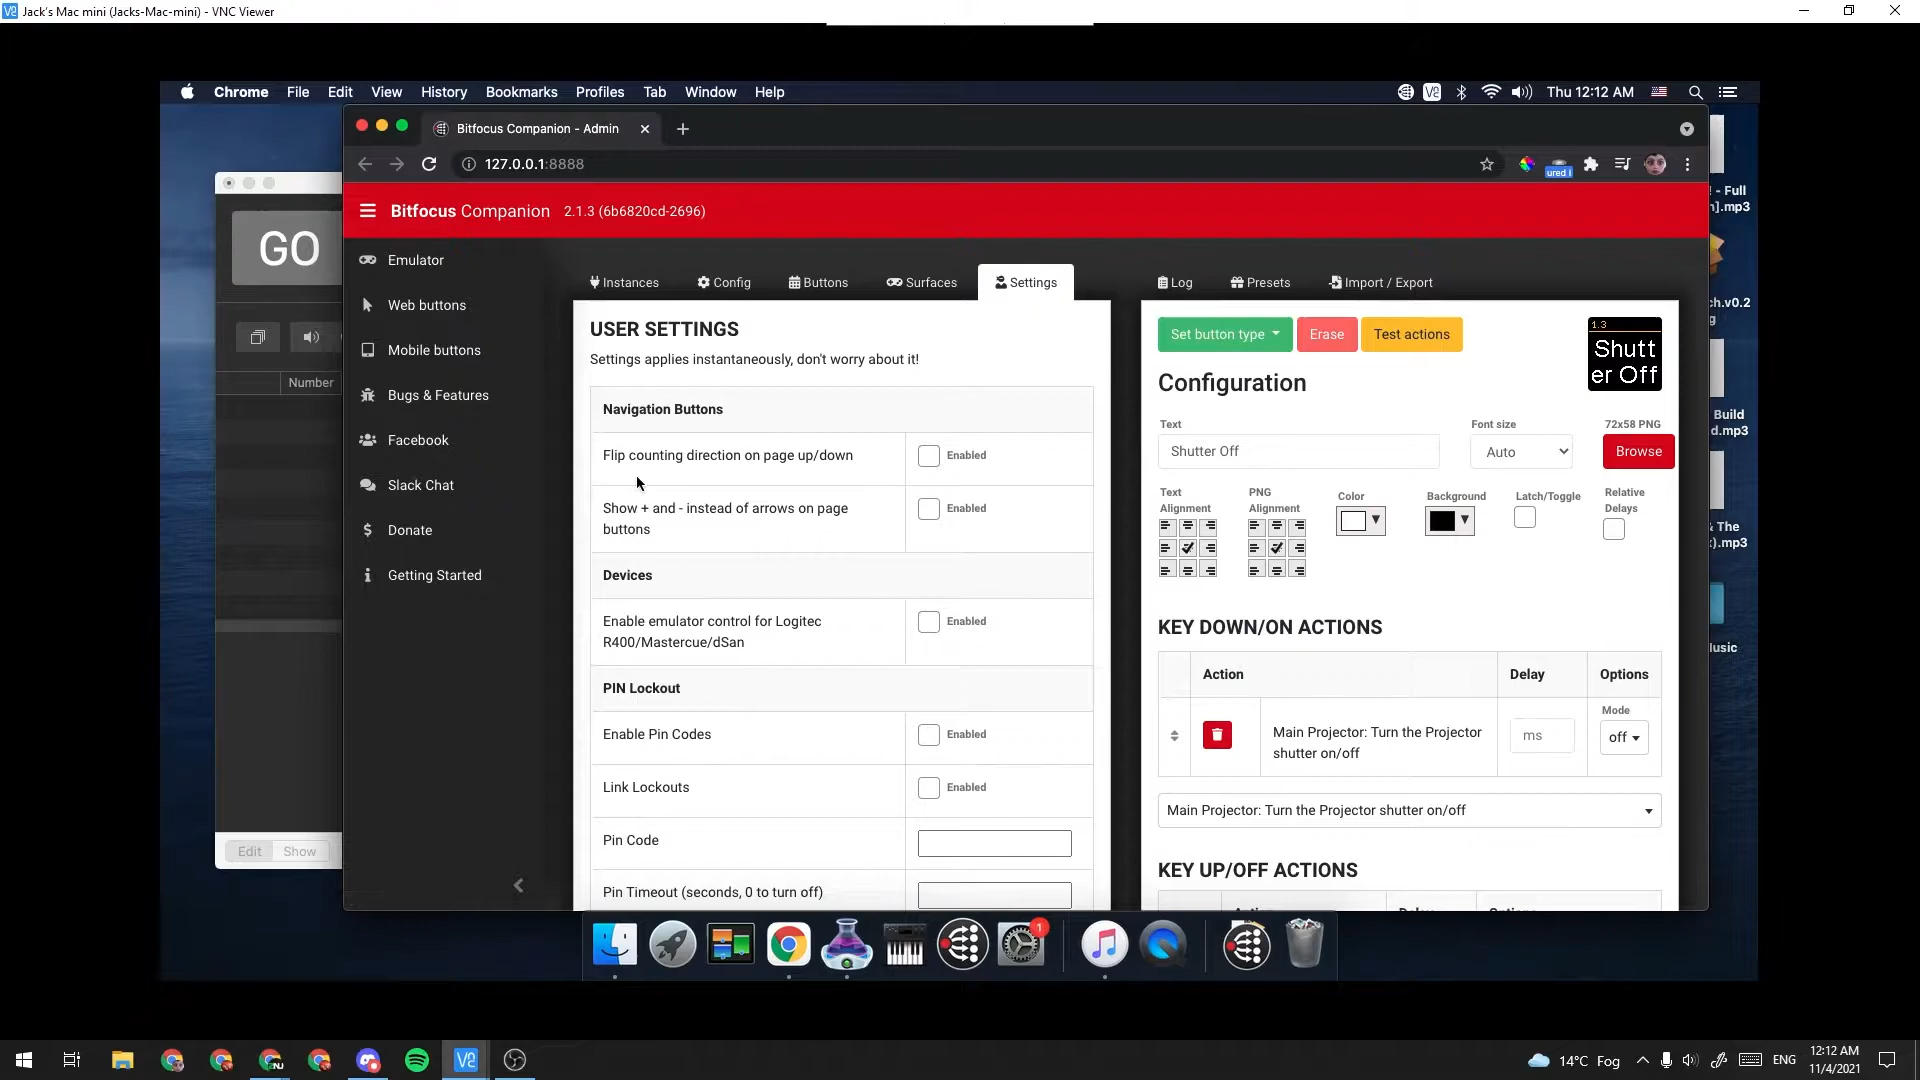 Jack's Mac mini (Jacks-Mac-mini) - VNC Viewer
Chrome File Edit View History Bookmarks Profiles Tab Window Help
Thu 12:12 AM
Bitfocus Companion - Admin
127.0.0.1:8888
ured i
Bitfocus Companion 2.1.3 (6b6820cd-2696)
GO
Number
Edit Show
Emulator
Web buttons
Mobile buttons
Bugs & Features
Facebook
Slack Chat
Donate
Getting Started
Instances Config Buttons Surfaces Settings
USER SETTINGS
Settings applies instantaneously, don't worry about it!
Navigation Buttons
Flip counting direction on page up/down Enabled
Show + and - instead of arrows on page
buttons
Enabled
Devices
Enable emulator control for Logitec
R400/Mastercue/dSan
Enabled
PIN Lockout
Enable Pin Codes Enabled
Link Lockouts Enabled
Pin Code
Pin Timeout (seconds, 0 to turn off)
Log Presets Import / Export
Set button type Erase Test actions
1.3
Shutt
er Off
Configuration
Text Font size 72x58 PNG
Shutter Off Auto Browse
Text
Alignment
PNG
Alignment
Color Background Latch/Toggle
Relative
Delays
KEY DOWN/ON ACTIONS
Action Delay Options
Main Projector: Turn the Projector
shutter on/off
ms
Mode
off
Main Projector: Turn the Projector shutter on/off
KEY UP/OFF ACTIONS
! - Full
n].mp3
ch.v0.2
g
Build
d.mp3
& The
x).mp3
Music
1
VC
NJ
14°C Fog
ENG
12:12 AM
11/4/2021